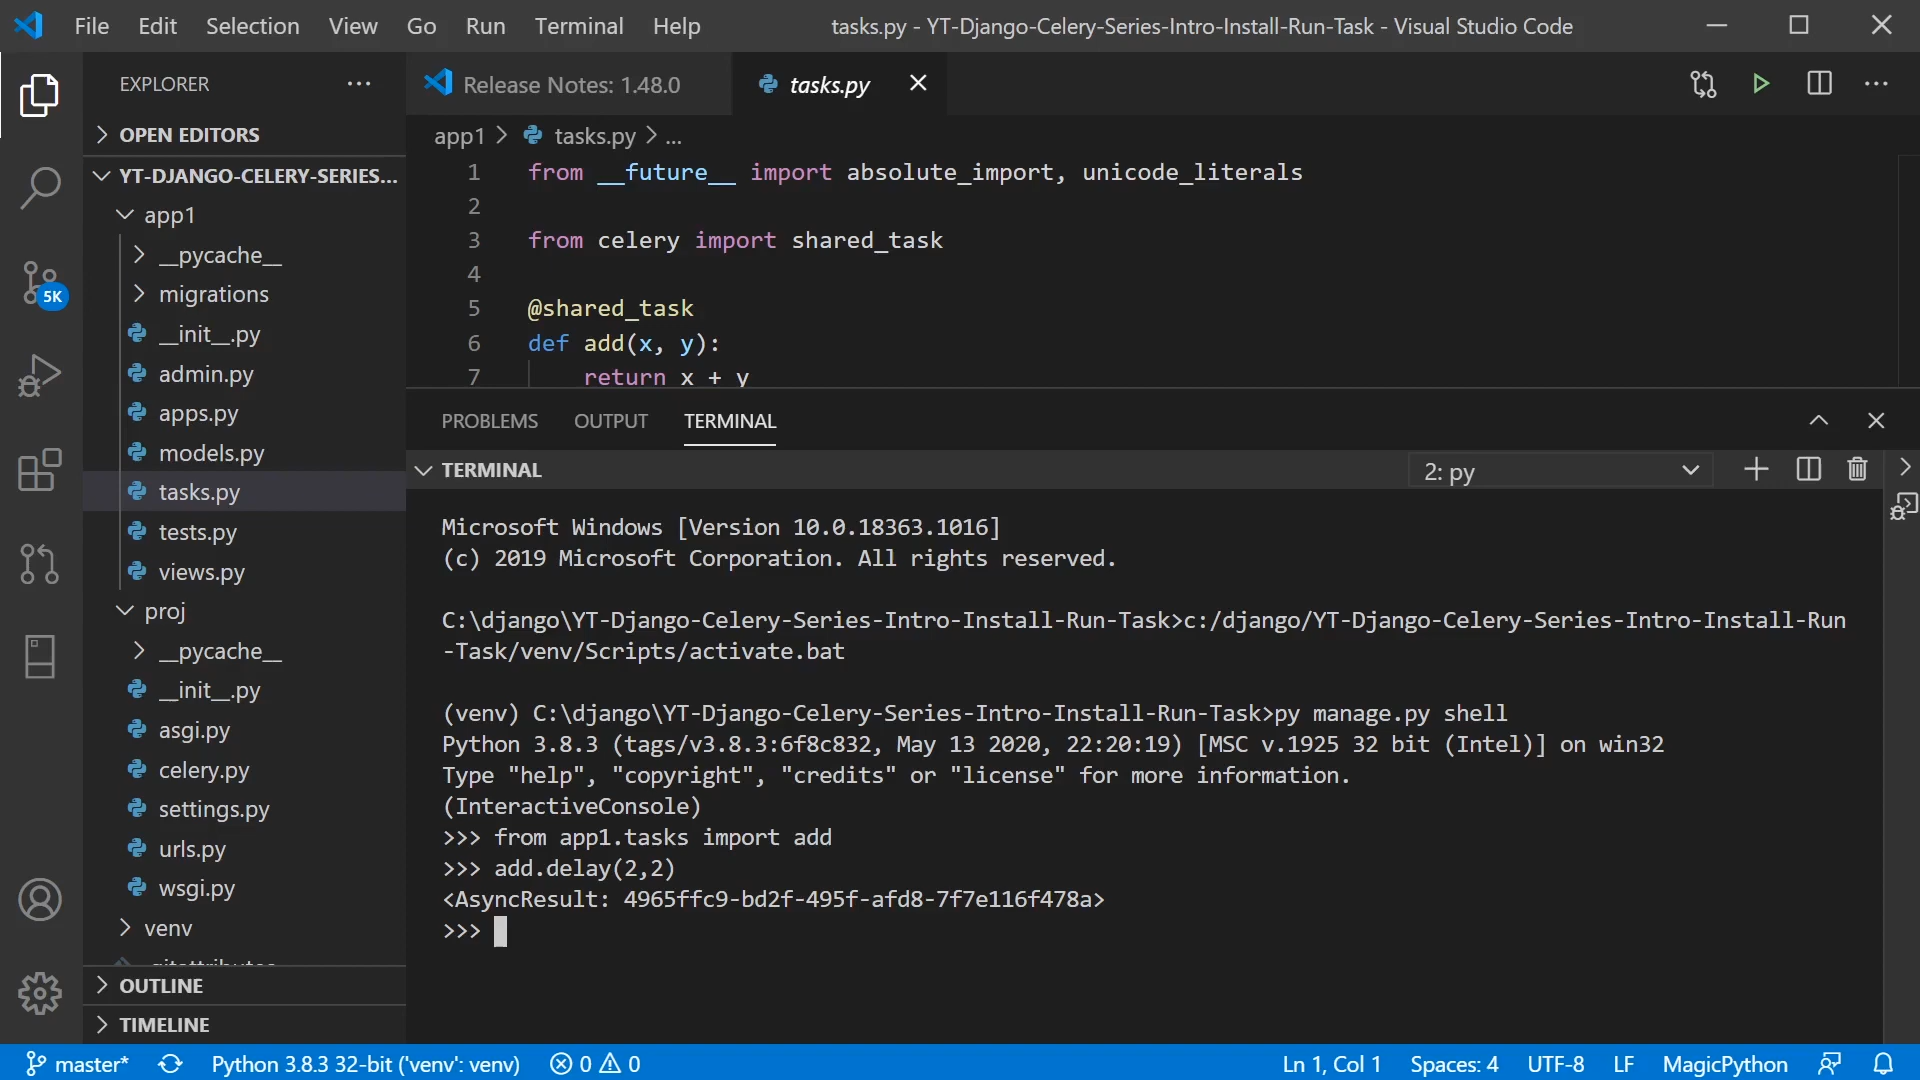 File Edit Selection View Go Run Terminal Help tasks.py - YT-Django-Celery-Series-Intro-Install-Run-Task - Visual Studio Code
EXPLORER
Release Notes: 1.48.0 tasks.py
OPEN EDITORS
app1 > tasks.py > ...
YT-DJANGO-CELERY-SERIES...
app1
__pycache__
migrations
__init__.py
admin.py
apps.py
models.py
tasks.py
tests.py
views.py
proj
__pycache__
__init__.py
asgi.py
celery.py
settings.py
urls.py
wsgi.py
venv
.gitattributes
OUTLINE
TIMELINE
5K
1 from __future__ import absolute_import, unicode_literals
2
3 from celery import shared_task
4
5 @shared_task
6 def add(x, y):
7 return x + y
PROBLEMS OUTPUT TERMINAL
TERMINAL 2: py
Microsoft Windows [Version 10.0.18363.1016]
(c) 2019 Microsoft Corporation. All rights reserved.
C:\django\YT-Django-Celery-Series-Intro-Install-Run-Task>c:/django/YT-Django-Celery-Series-Intro-Install-Run
-Task/venv/Scripts/activate.bat
(venv) C:\django\YT-Django-Celery-Series-Intro-Install-Run-Task>py manage.py shell
Python 3.8.3 (tags/v3.8.3:6f8c832, May 13 2020, 22:20:19) [MSC v.1925 32 bit (Intel)] on win32
Type "help", "copyright", "credits" or "license" for more information.
(InteractiveConsole)
>>> from app1.tasks import add
>>> add.delay(2,2)
<AsyncResult: 4965ffc9-bd2f-495f-afd8-7f7e116f478a>
>>>
master* Python 3.8.3 32-bit ('venv': venv) 0 0 Ln 1, Col 1 Spaces: 4 UTF-8 LF MagicPython